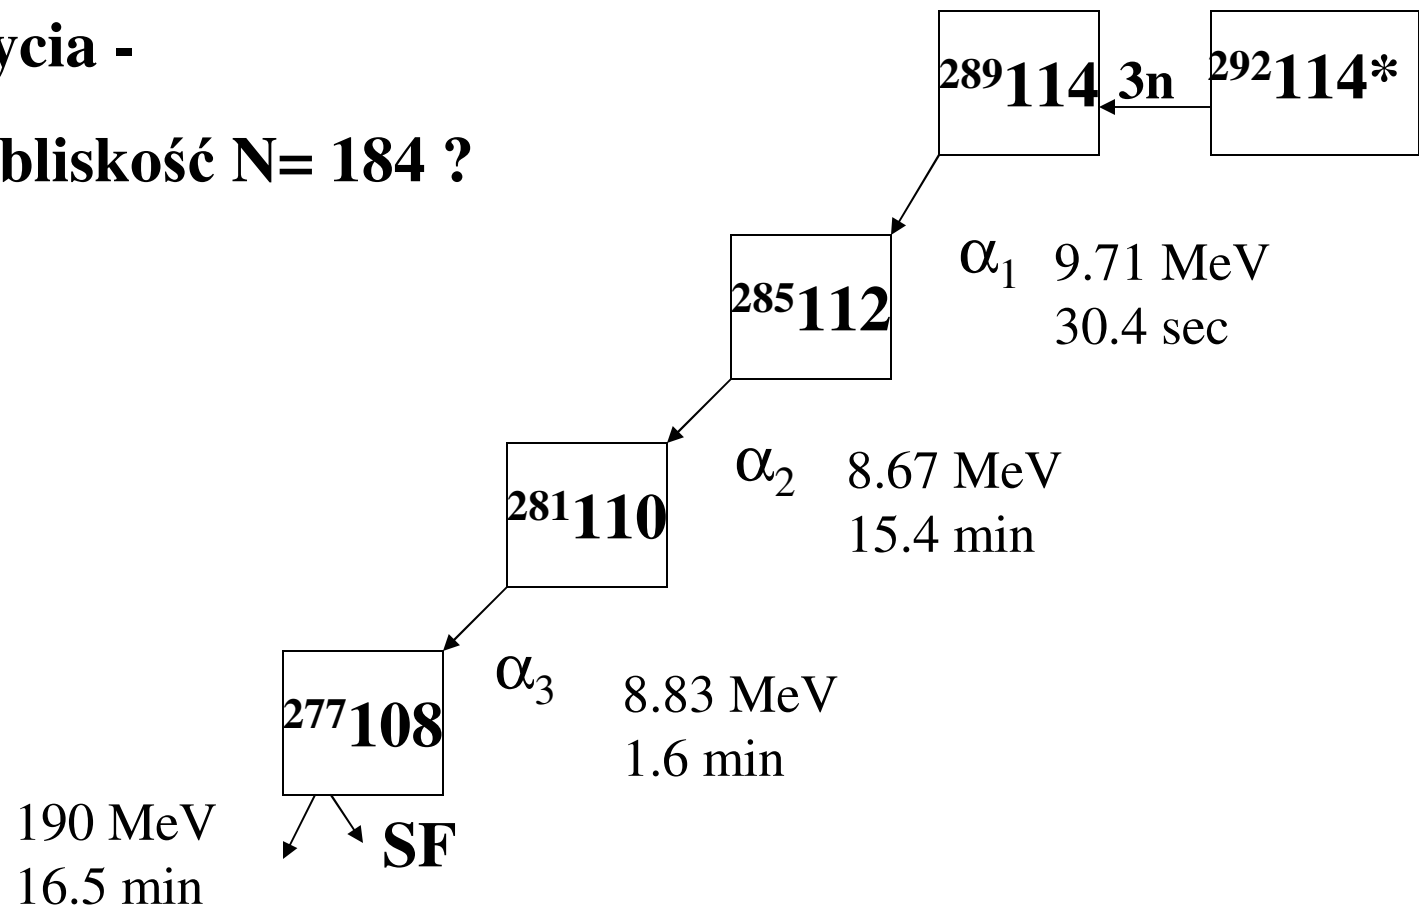 ycia -
bliskość N= 184 ?
292114*
3n
289114
α1 9.71 MeV
30.4 sec
285112
α2 8.67 MeV
15.4 min
281110
α3 8.83 MeV
1.6 min
277108
SF
190 MeV
16.5 min